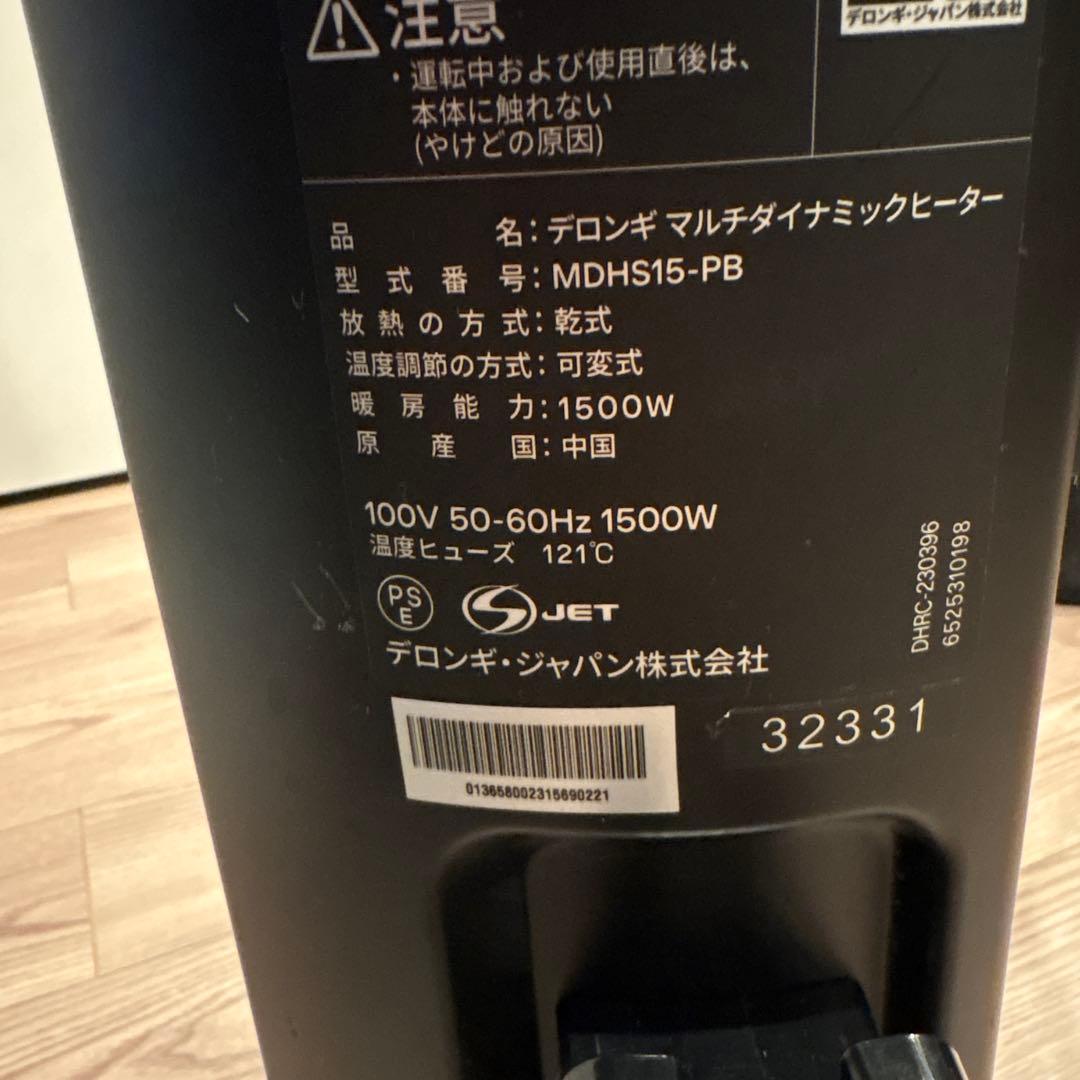 注意
デロンギ・ジャパン株式会社
・運転中および使用直後は、
本体に触れない
(やけどの原因)
品名：デロンギ マルチダイナミックヒーター
型式番号：MDHS15-PB
放熱の方式：乾式
温度調節の方式：可変式
暖房能力：1500W
原産国：中国
100V 50-60Hz 1500W
温度ヒューズ 121℃
PSE
S JET
デロンギ・ジャパン株式会社
DHRC-230396
6525310198
32331
013658002315690221